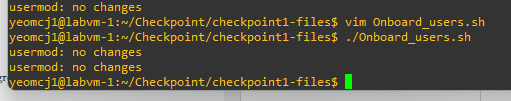 usermod: no changes
yeomcj1@labvm-1:~/Checkpoint/checkpoint1-files$ vim Onboard_users.sh
yeomcj1@labvm-1:~/Checkpoint/checkpoint1-files$ ./Onboard_users.sh
usermod: no changes
usermod: no changes
yeomcj1@labvm-1:~/Checkpoint/checkpoint1-files$